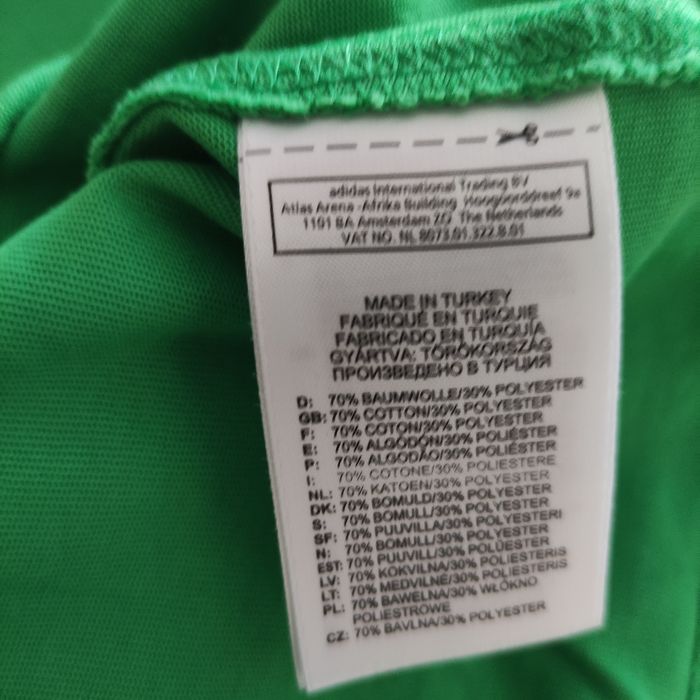 adidas International Trading BV
Atlas Arena -Afrika Building Hoogoorddreef 9a
1101 BA Amsterdam ZO The Netherlands
VAT NO. NL 8073.01.322.B.01
MADE IN TURKEY
FABRIQUÉ EN TURQUIE
FABRICADO EN TURQUÍA
GYÁRTVA: TÖRÖKORSZÁG
ПРОИЗВЕДЕНО В ТУРЦИЯ
D: 70% BAUMWOLLE/30% POLYESTER
GB: 70% COTTON/30% POLYESTER
F: 70% COTON/30% POLYESTER
E: 70% ALGODÓN/30% POLIÉSTER
P: 70% ALGODÃO/30% POLIÉSTER
I: 70% COTONE/30% POLIESTERE
NL: 70% KATOEN/30% POLYESTER
DK: 70% BOMULD/30% POLYESTER
S: 70% BOMULL/30% POLYESTER
SF: 70% PUUVILLA/30% POLYESTERI
N: 70% BOMULL/30% POLYESTER
EST: 70% PUUVILL/30% POLÜESTER
LV: 70% KOKVILNA/30% POLIESTERIS
LT: 70% MEDVILNĖ/30% POLIESTERIS
PL: 70% BAWEŁNA/30% WŁÓKNO
POLIESTROWE
CZ: 70% BAVLNA/30% POLYESTER